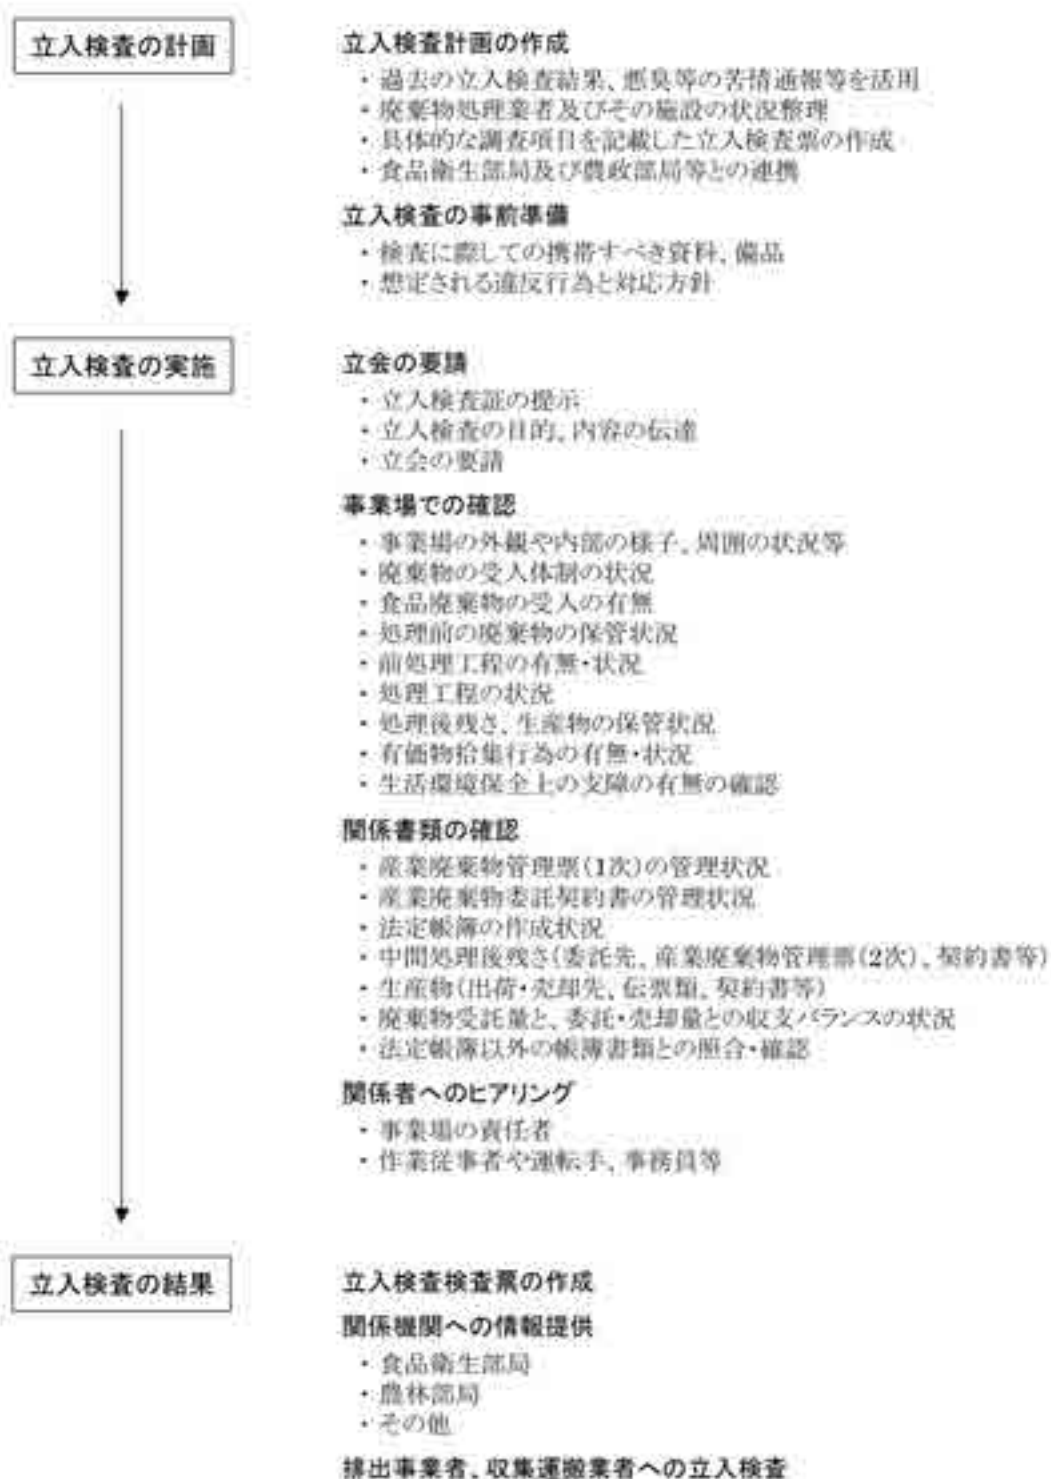 立入検査の計画
立入検査計画の作成
・過去の立入検査結果、悪臭等の苦情通報等を活用
・廃棄物処理業者及びその施設の状況整理
・具体的な調査項目を記載した立入検査票の作成
・食品衛生部局及び農政部局等との連携
立入検査の事前準備
・検査に際しての携帯すべき資料、備品
・想定される違反行為と対応方針
立入検査の実施
立会の要請
・立入検査証の提示
・立入検査の目的、内容の伝達
・立会の要請
事業場での確認
・事業場の外観や内部の様子、周囲の状況等
・廃棄物の受入体制の状況
・食品廃棄物の受入の有無
・処理前の廃棄物の保管状況
・前処理工程の有無・状況
・処理工程の状況
・処理後残さ、生産物の保管状況
・有価物拾集行為の有無・状況
・生活環境保全上の支障の有無の確認
関係書類の確認
・産業廃棄物管理票(1次)の管理状況
・産業廃棄物委託契約書の管理状況
・法定帳簿の作成状況
・中間処理後残さ(委託先、産業廃棄物管理票(2次)、契約書等)
・生産物(出荷・売却先、伝票類、契約書等)
・廃棄物受託量と、委託・売却量との収支バランスの状況
・法定帳簿以外の帳簿書類との照合・確認
関係者へのヒアリング
・事業場の責任者
・作業従事者や運転手、事務員等
立入検査の結果
立入検査検査票の作成
関係機関への情報提供
・食品衛生部局
・農林部局
・その他
排出事業者、収集運搬業者への立入検査